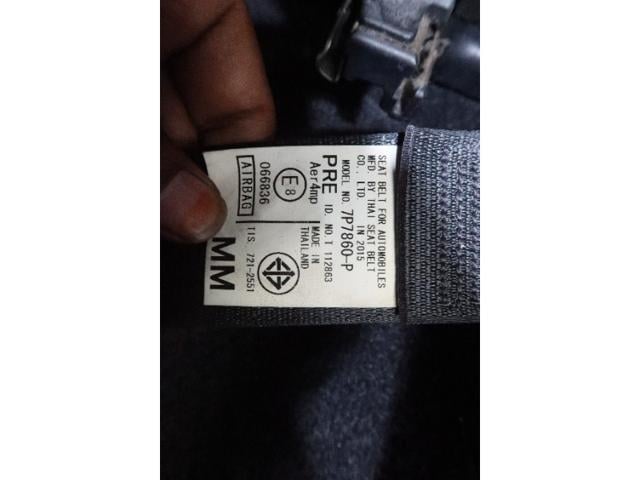 SEAT BELT FOR AUTOMOBILES
MFD. BY THAI SEAT BELT
CO., LTD. IN 2015
MODEL NO. 7P7860-P
PRE ID. NO. T 112863
Aer4mp
E8
MADE IN
THAILAND
066836
AIRBAG
TIS. 721-2551
MM